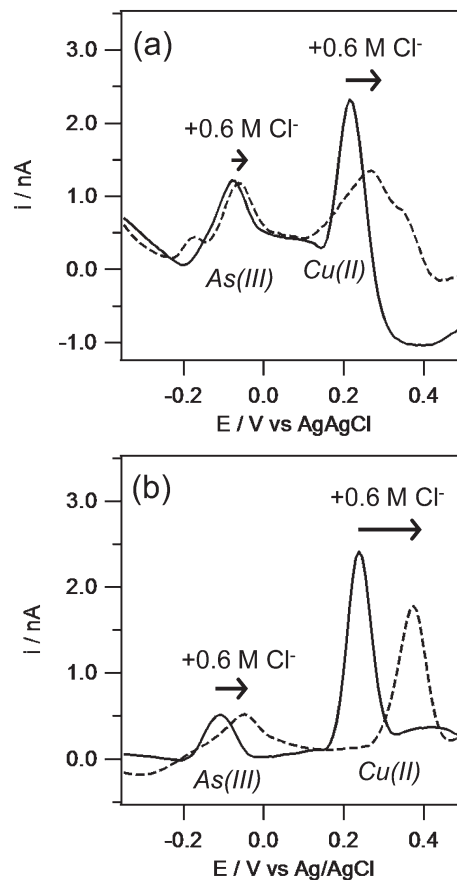 (a)
+0.6 M Cl⁻
+0.6 M Cl⁻
3.0
2.0
1.0
0.0
-1.0
i / nA
As(III)
Cu(II)
-0.2
0.0
0.2
0.4
E / V vs AgAgCl
(b)
+0.6 M Cl⁻
+0.6 M Cl⁻
3.0
2.0
1.0
0.0
i / nA
As(III)
Cu(II)
-0.2
0.0
0.2
0.4
E / V vs Ag/AgCl